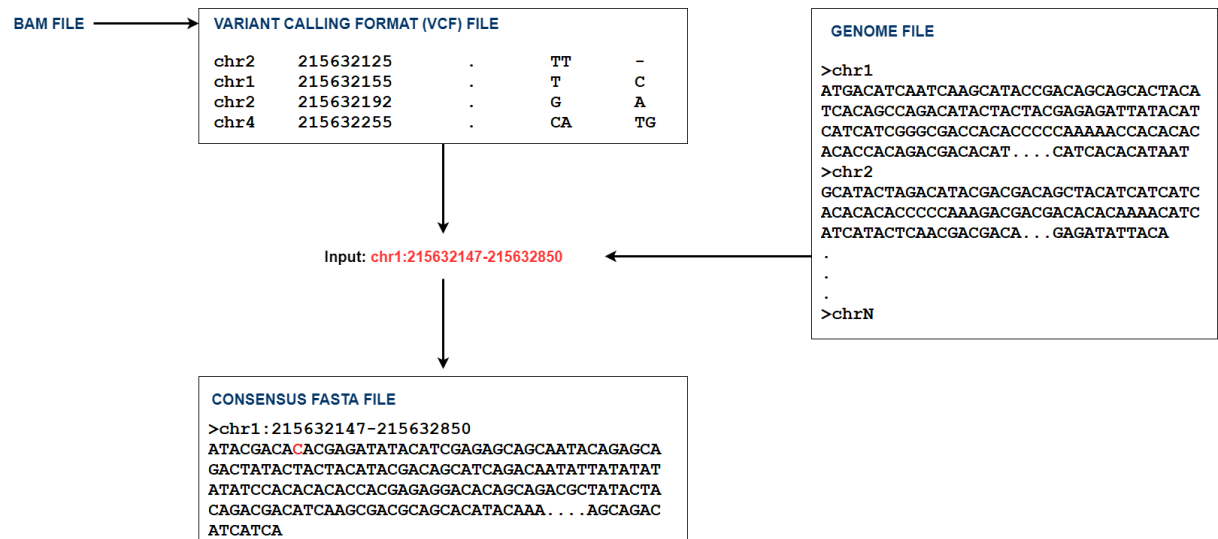 BAM FILE
VARIANT CALLING FORMAT (VCF) FILE
chr2 215632125 . TT -
chr1 215632155 . T C
chr2 215632192 . G A
chr4 215632255 . CA TG
GENOME FILE
>chr1
ATGACATCAATCAAGCATACCGACAGCAGCACTACA
TCACAGCCAGACATACTACTACGAGAGATTATACAT
CATCATCGGGCGACCACACCCCCAAAAACCACACAC
ACACCACAGACGACACAT....CATCACACATAAT
>chr2
GCATACTAGACATACGACGACAGCTACATCATCATC
ACACACACCCCCAAAGACGACGACACACAAAACATC
ATCATACTCAACGACGACA...GAGATATTACA
.
.
.
>chrN
Input: chr1:215632147-215632850
CONSENSUS FASTA FILE
>chr1:215632147-215632850
ATACGACACACGAGATATACATCGAGAGCAGCAATACAGAGCA
GACTATACTACTACATACGACAGCATCAGACAATATTATATAT
ATATCCACACACACCACGAGAGGACACAGCAGACGCTATACTA
CAGACGACATCAAGCGACGCAGCACATACAAA....AGCAGAC
ATCATCA